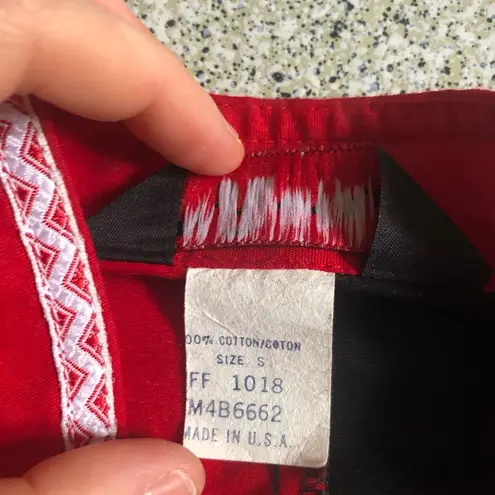 00% COTTON/COTON
SIZE S
FF 1018
M4B6662
MADE IN U.S.A.